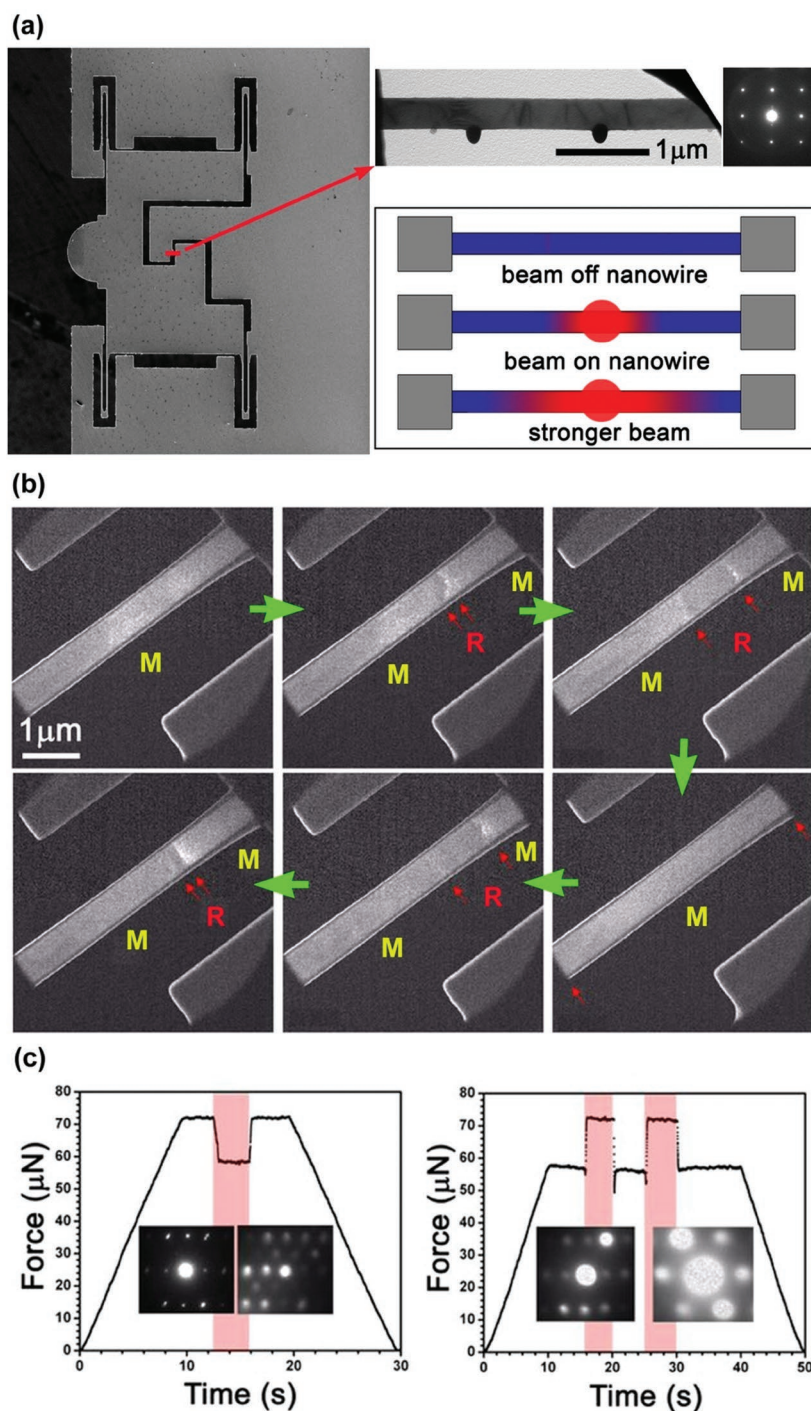 (a)
1μm
beam off nanowire
beam on nanowire
stronger beam
(b)
M
1μm
M
R
M
M
R
M
M
R
M
M
R
M
M
(c)
80
70
60
50
40
30
20
10
0
Force (μN)
0
10
20
30
Time (s)
80
70
60
50
40
30
20
10
0
Force (μN)
0
10
20
30
40
50
Time (s)